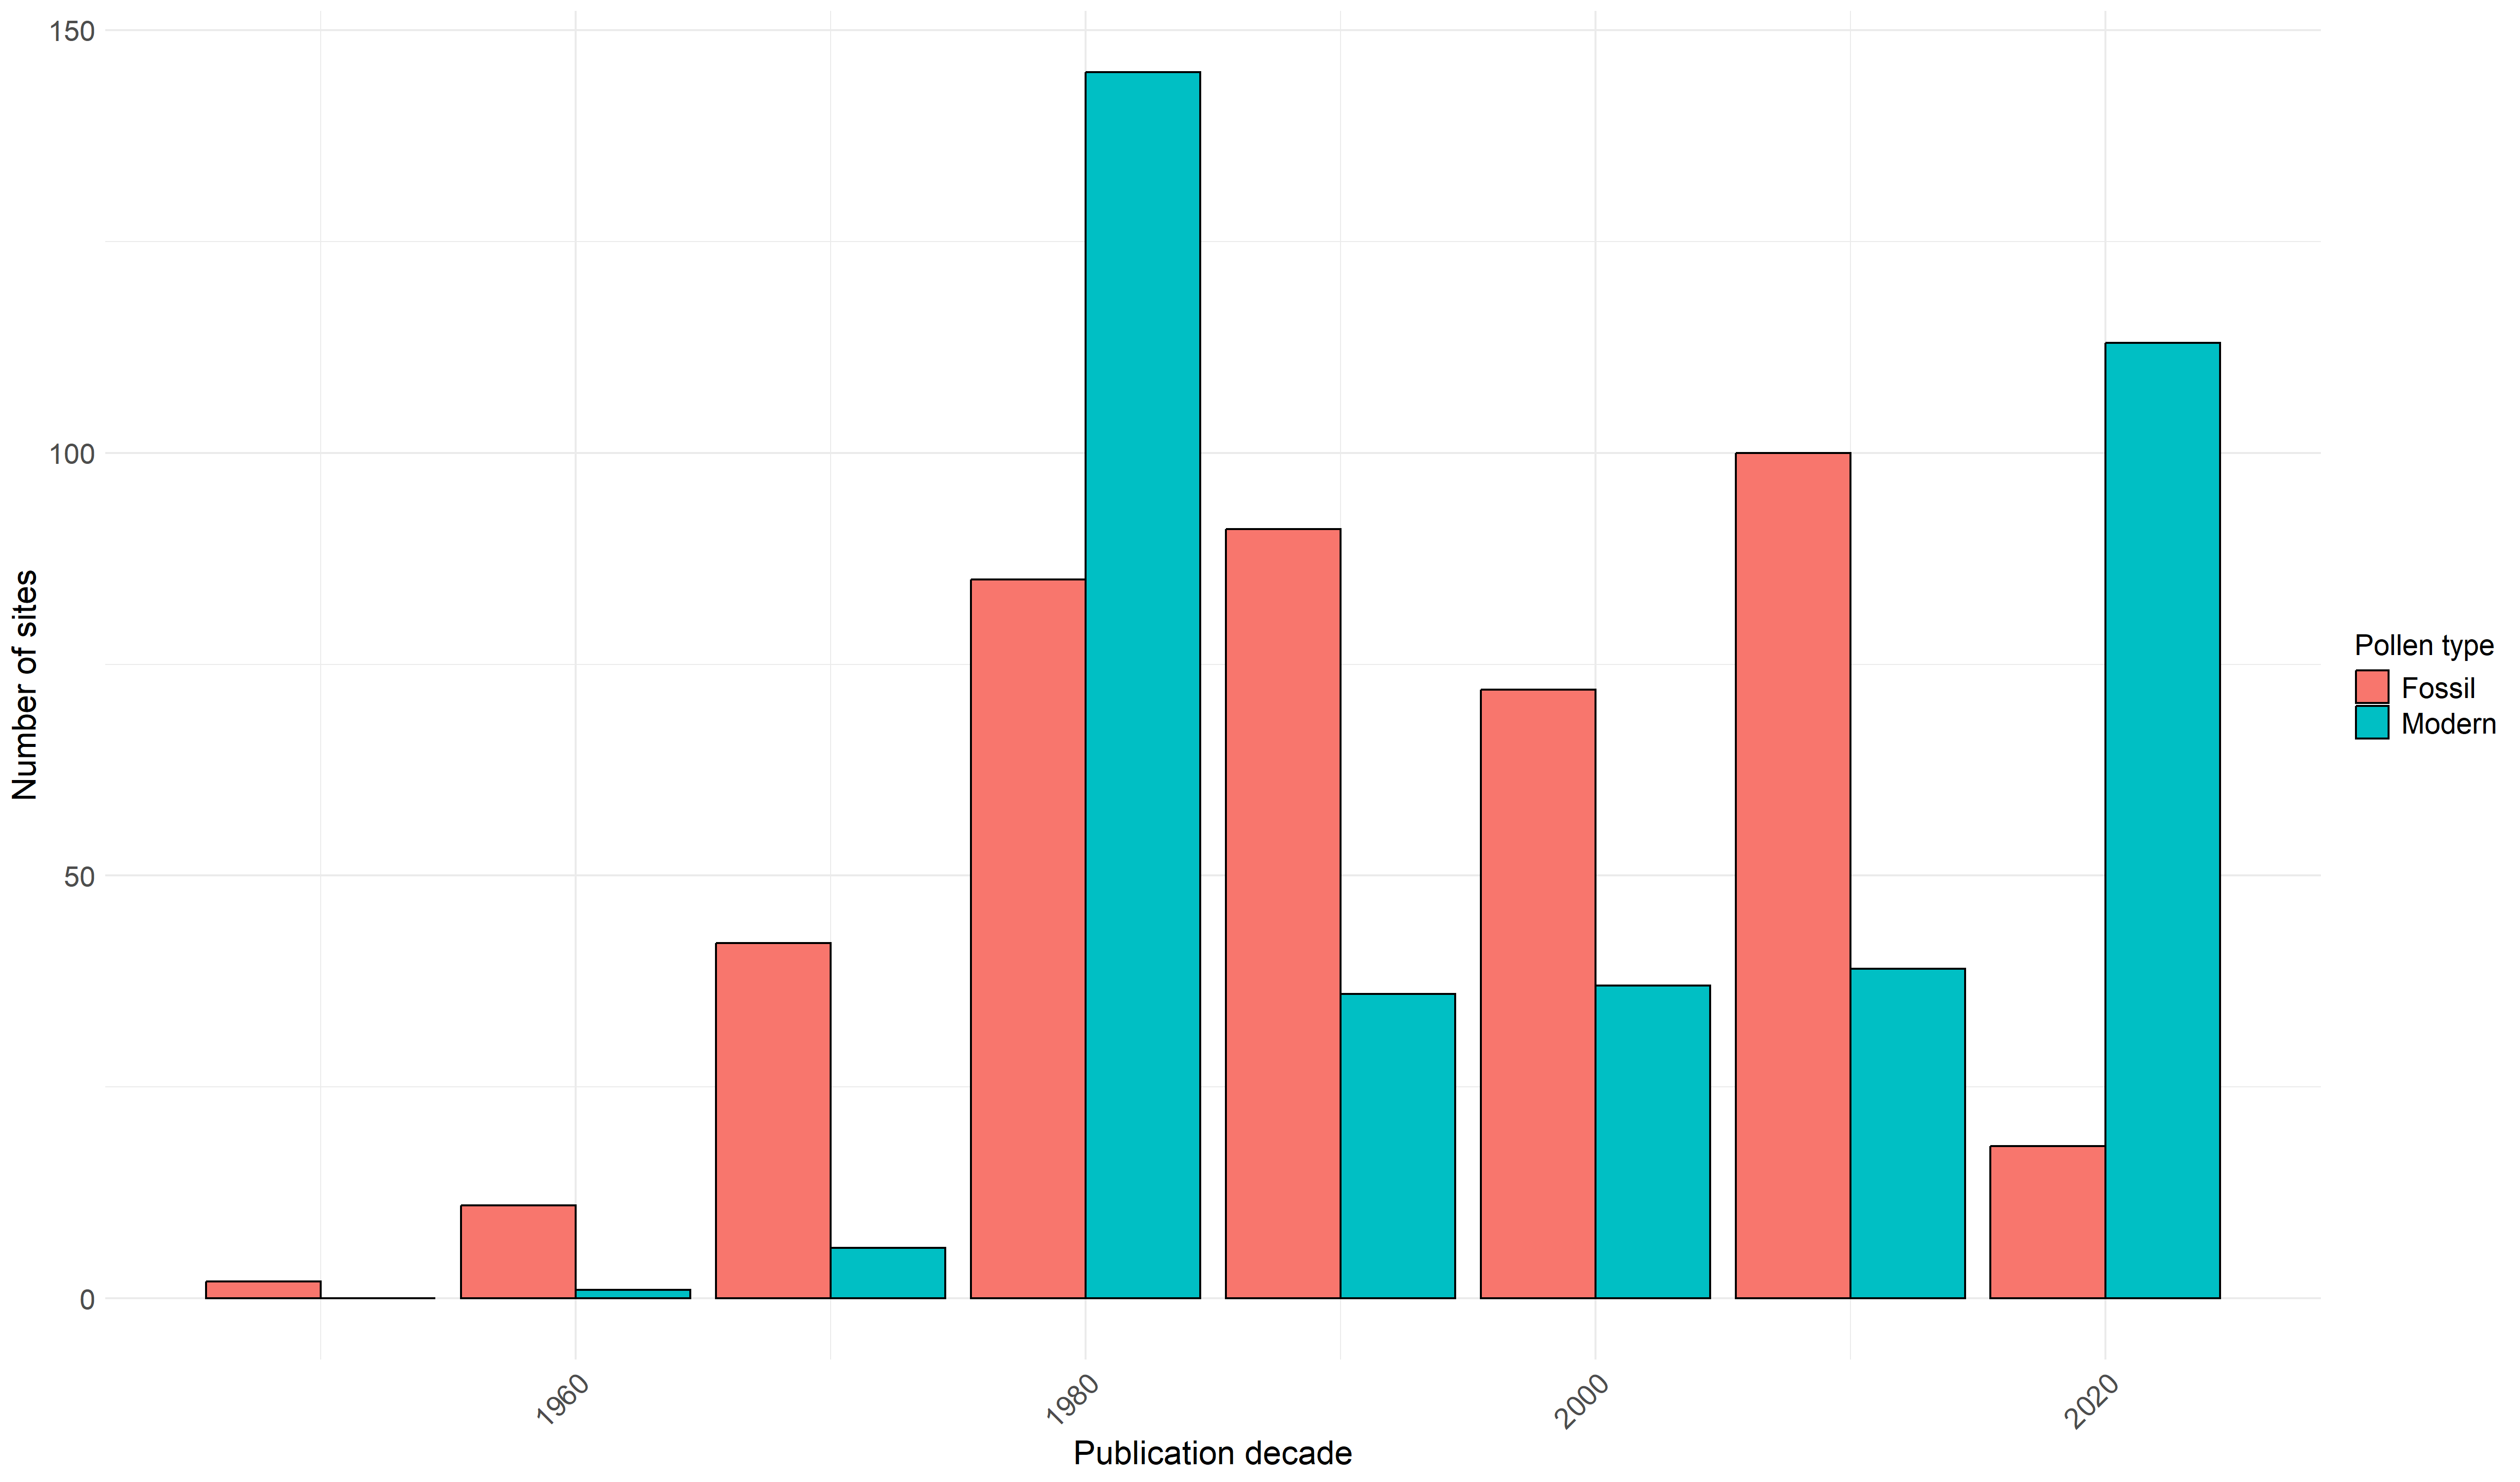 150
100
50
0
Number of sites
1960
1980
2000
2020
Publication decade
Pollen type
Fossil
Modern